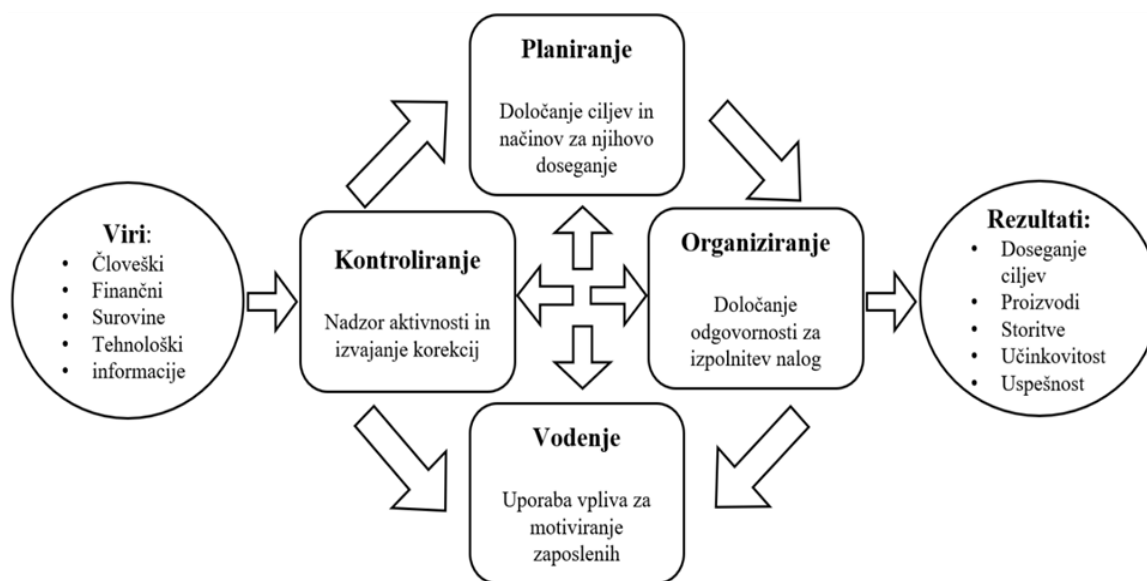 Planiranje
Določanje ciljev in
načinov za njihovo
doseganje
Viri:
• Človeški
• Finančni
• Surovine
• Tehnološki
• informacije
Kontroliranje
Nadzor aktivnosti in
izvajanje korekcij
Organiziranje
Določanje
odgovornosti za
izpolnitev nalog
Rezultati:
• Doseganje
ciljev
• Proizvodi
• Storitve
• Učinkovitost
• Uspešnost
Vodenje
Uporaba vpliva za
motiviranje
zaposlenih